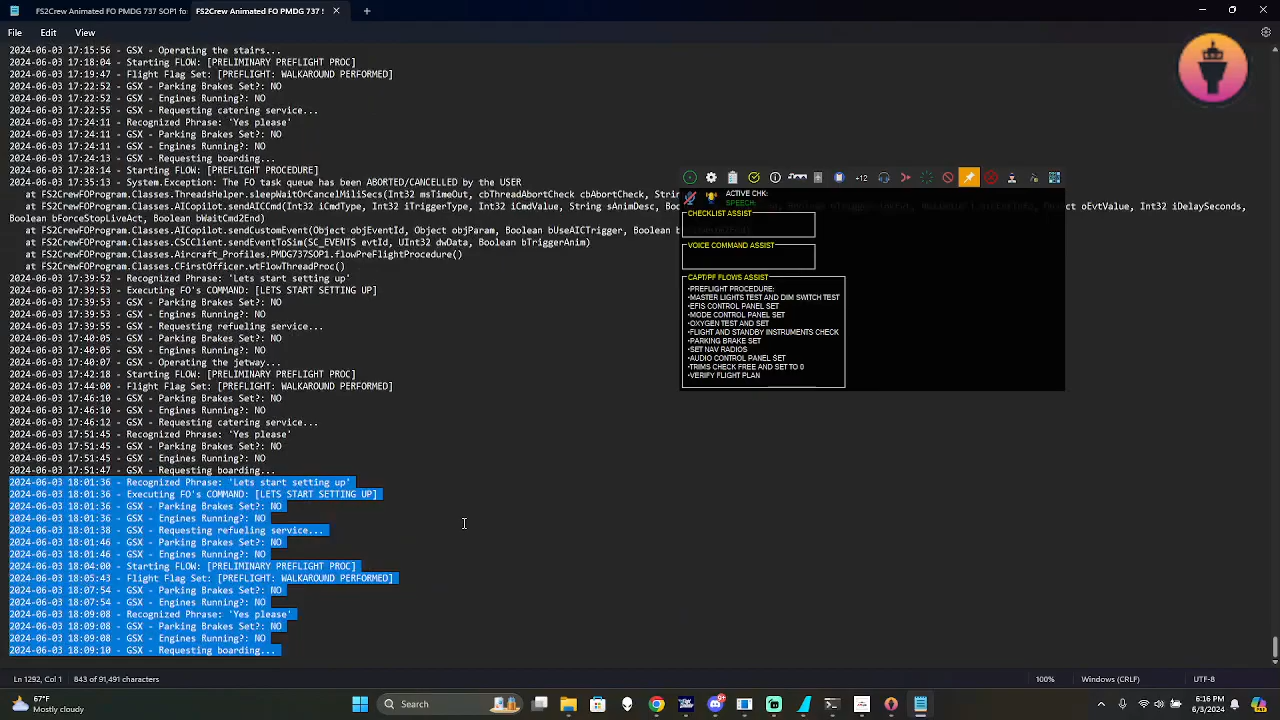 FS2Crew Animated FO PMDG 737 SOP1 fo
FS2Crew Animated FO PMDG 737 S
File Edit View
2024-06-03 17:15:56 - GSX - Operating the stairs...
2024-06-03 17:18:04 - Starting FLOW: [PRELIMINARY PREFLIGHT PROC]
2024-06-03 17:19:47 - Flight Flag Set: [PREFLIGHT: WALKAROUND PERFORMED]
2024-06-03 17:22:52 - GSX - Parking Brakes Set?: NO
2024-06-03 17:22:52 - GSX - Engines Running?: NO
2024-06-03 17:22:55 - GSX - Requesting catering service...
2024-06-03 17:24:11 - Recognized Phrase: 'Yes please'
2024-06-03 17:24:11 - GSX - Parking Brakes Set?: NO
2024-06-03 17:24:11 - GSX - Engines Running?: NO
2024-06-03 17:24:13 - GSX - Requesting boarding...
2024-06-03 17:28:14 - Starting FLOW: [PREFLIGHT PROCEDURE]
2024-06-03 17:35:13 - System.Exception: The FO task queue has been ABORTED/CANCELLED by the USER
at FS2CrewFOProgram.Classes.ThreadsHelper.sleepWaitOrCancelMiliSecs(Int32 msTimeOut, cbThreadAbortCheck cbAbortCheck, Strin
at FS2CrewFOProgram.Classes.AICopilot.sendAICmd(Int32 iCmdType, Int32 iTriggerType, Int32 iCmdValue, String sAnimDesc, Bool
ct oEvtValue, Int32 iDelaySeconds,
Boolean bForceStopLiveAct, Boolean bWaitCmd2End)
at FS2CrewFOProgram.Classes.AICopilot.sendCustomEvent(Object objEventId, Object objParam, Boolean bUseAICTrigger, Boolean b
at FS2CrewFOProgram.Classes.CSCClient.sendEventToSim(SC_EVENTS evtId, UInt32 dwData, Boolean bTriggerAnim)
at FS2CrewFOProgram.Classes.Aircraft_Profiles.PMDG737SOP1.flowPreFlightProcedure()
at FS2CrewFOProgram.Classes.CFirstOfficer.wtFlowThreadProc()
2024-06-03 17:39:52 - Recognized Phrase: 'Lets start setting up'
2024-06-03 17:39:53 - Executing FO's COMMAND: [LETS START SETTING UP]
2024-06-03 17:39:53 - GSX - Parking Brakes Set?: NO
2024-06-03 17:39:53 - GSX - Engines Running?: NO
2024-06-03 17:39:55 - GSX - Requesting refueling service...
2024-06-03 17:40:05 - GSX - Parking Brakes Set?: NO
2024-06-03 17:40:05 - GSX - Engines Running?: NO
2024-06-03 17:40:07 - GSX - Operating the jetway...
2024-06-03 17:42:18 - Starting FLOW: [PRELIMINARY PREFLIGHT PROC]
2024-06-03 17:44:00 - Flight Flag Set: [PREFLIGHT: WALKAROUND PERFORMED]
2024-06-03 17:46:10 - GSX - Parking Brakes Set?: NO
2024-06-03 17:46:10 - GSX - Engines Running?: NO
2024-06-03 17:46:12 - GSX - Requesting catering service...
2024-06-03 17:51:45 - Recognized Phrase: 'Yes please'
2024-06-03 17:51:45 - GSX - Parking Brakes Set?: NO
2024-06-03 17:51:45 - GSX - Engines Running?: NO
2024-06-03 17:51:47 - GSX - Requesting boarding...
2024-06-03 18:01:36 - Recognized Phrase: 'Lets start setting up'
2024-06-03 18:01:36 - Executing FO's COMMAND: [LETS START SETTING UP]
2024-06-03 18:01:36 - GSX - Parking Brakes Set?: NO
2024-06-03 18:01:36 - GSX - Engines Running?: NO
2024-06-03 18:01:38 - GSX - Requesting refueling service...
2024-06-03 18:01:46 - GSX - Parking Brakes Set?: NO
2024-06-03 18:01:46 - GSX - Engines Running?: NO
2024-06-03 18:04:00 - Starting FLOW: [PRELIMINARY PREFLIGHT PROC]
2024-06-03 18:05:43 - Flight Flag Set: [PREFLIGHT: WALKAROUND PERFORMED]
2024-06-03 18:07:54 - GSX - Parking Brakes Set?: NO
2024-06-03 18:07:54 - GSX - Engines Running?: NO
2024-06-03 18:09:08 - Recognized Phrase: 'Yes please'
2024-06-03 18:09:08 - GSX - Parking Brakes Set?: NO
2024-06-03 18:09:08 - GSX - Engines Running?: NO
2024-06-03 18:09:10 - GSX - Requesting boarding...
+12
ACTIVE CHK:
SPEECH:
CHECKLIST ASSIST
VOICE COMMAND ASSIST
CAPT/PF FLOWS ASSIST
•PREFLIGHT PROCEDURE:
•MASTER LIGHTS TEST AND DIM SWITCH TEST
•EFIS CONTROL PANEL SET
•MODE CONTROL PANEL SET
•OXYGEN TEST AND SET
•FLIGHT AND STANDBY INSTRUMENTS CHECK
•PARKING BRAKE SET
•SET NAV RADIOS
•AUDIO CONTROL PANEL SET
•TRIMS CHECK FREE AND SET TO 0
•VERIFY FLIGHT PLAN
Ln 1292, Col 1 843 of 91,491 characters 100% Windows (CRLF) UTF-8
67°F
Mostly cloudy
Search
6:16 PM
6/3/2024